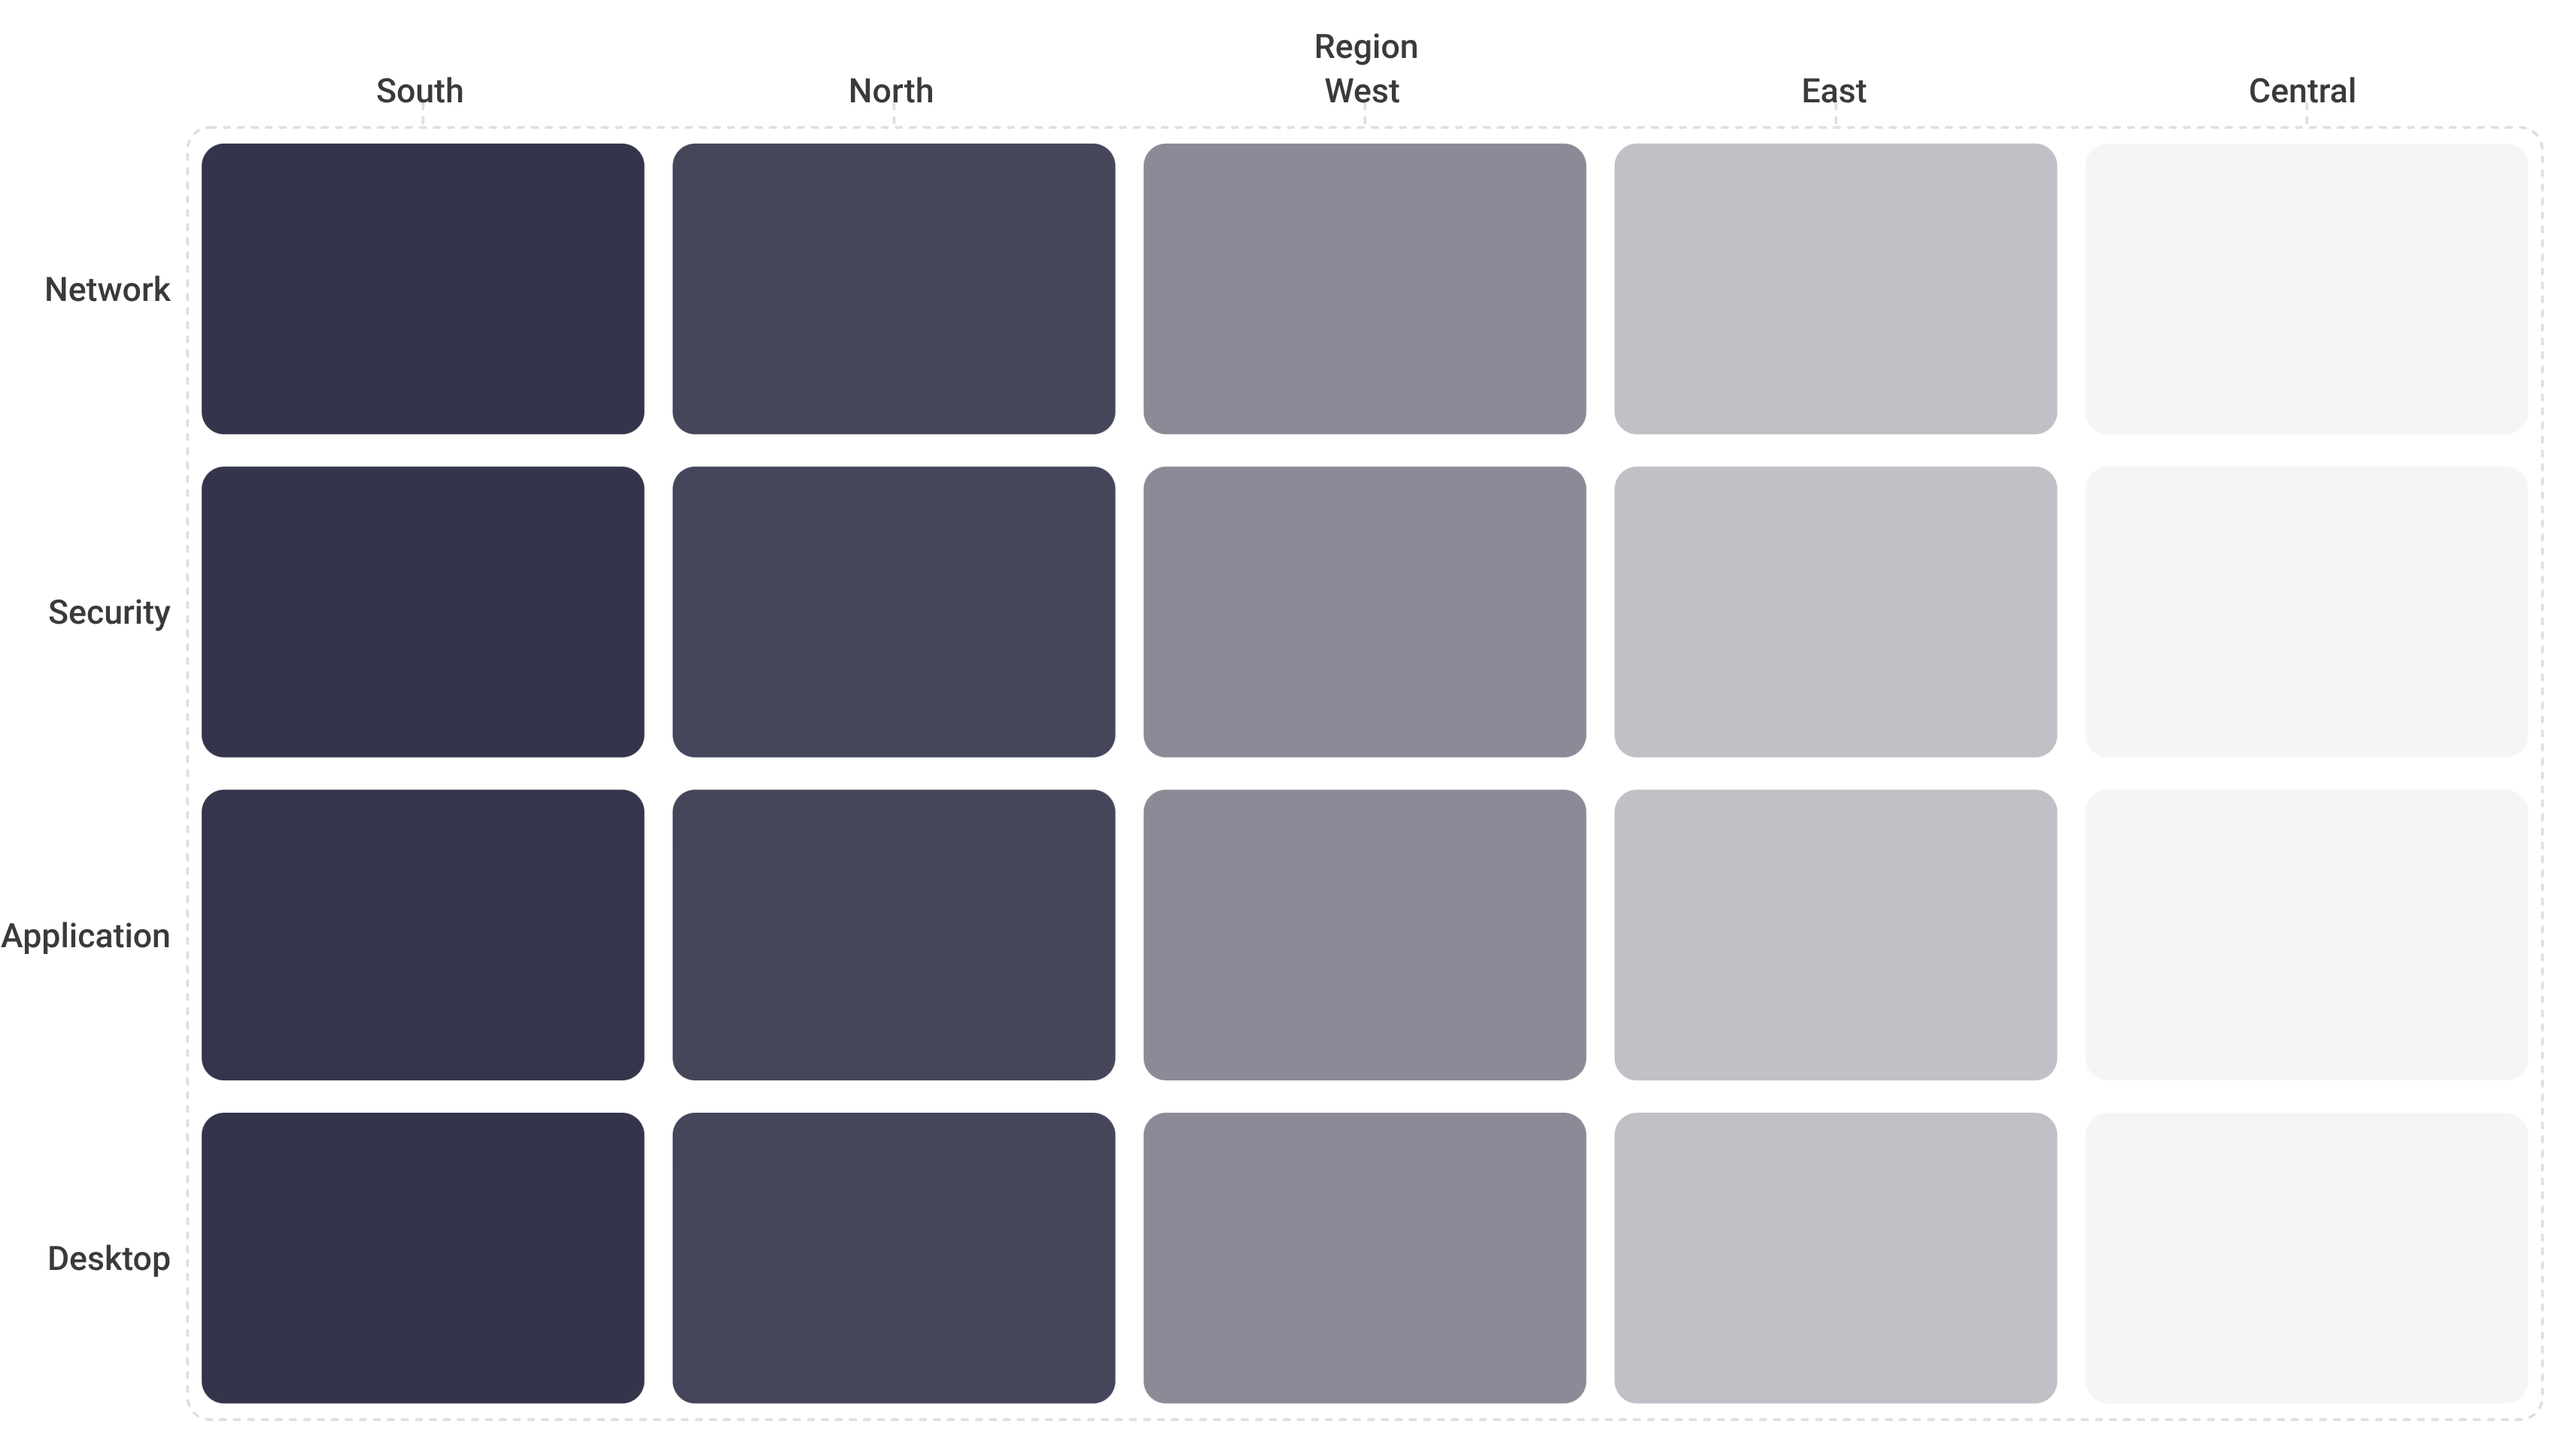 Region
South North West East Central
Network
Security
Application
Desktop